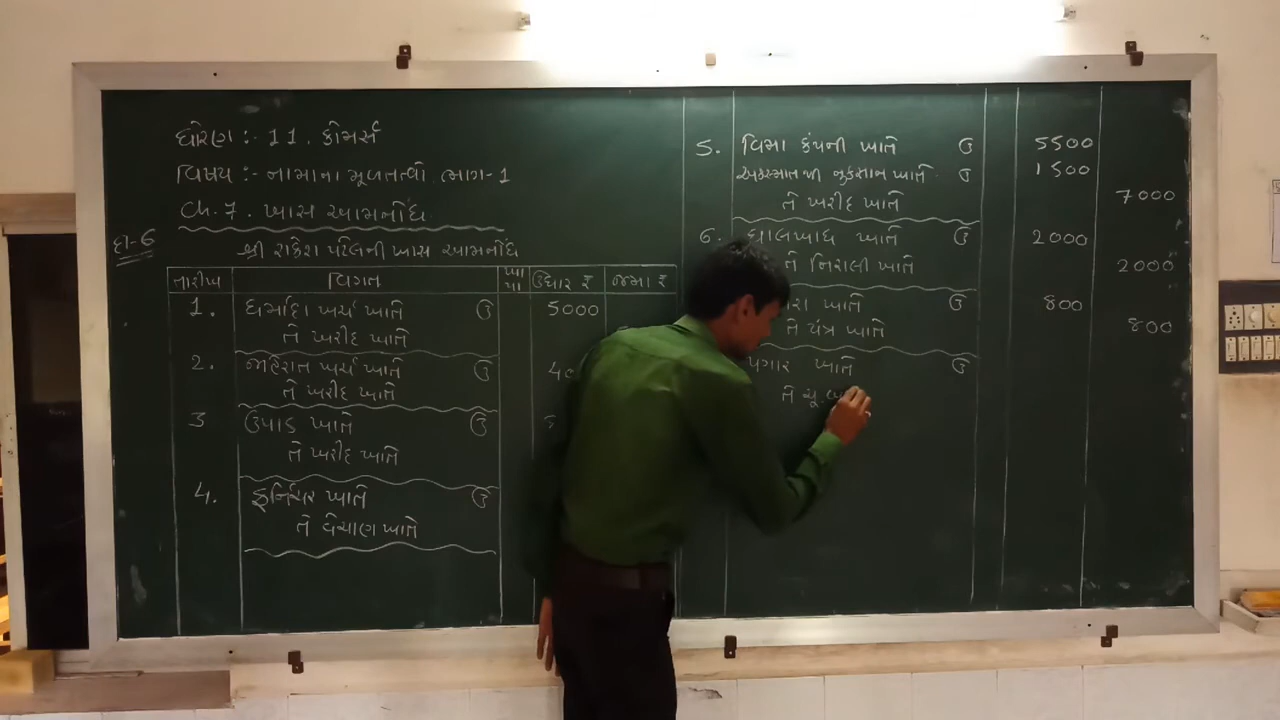 ધોરણ :- 11. કોમર્સ
વિષય :- નામાના મૂળતત્વો ભાગ-1
Ch. 7. ખાસ આમનોંધ
દા-6
શ્રી રાકેશ પટેલની ખાસ આમનોંધ
તારીખ વિગત ખા પા ઉધાર ₹ જમા ₹
1. ધર્માદા ખર્ચ ખાતે ઉ 5000
તે ખરીદ ખાતે
2. જાહેરાત ખર્ચ ખાતે ઉ 40
તે ખરીદ ખાતે
3 ઉપાડ ખાતે ઉ
તે ખરીદ ખાતે
4. ફર્નિચર ખાતે ઉ
તે વેચાણ ખાતે
5. વિમા કંપની ખાતે ઉ 5500
અકસ્માતથી નુકસાન ખાતે ઉ 1500
તે ખરીદ ખાતે 7000
6. ઘાલખાધ ખાતે ઉ 2000
તે નિરાલી ખાતે 2000
ખાતે ઉ 800
તે યંત્ર ખાતે 800
પગાર ખાતે ઉ
તે ચૂ